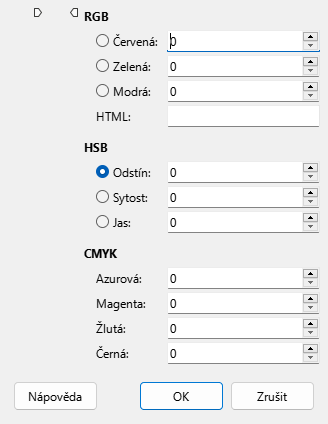 RGB
Červená: 0
Zelená: 0
Modrá: 0
HTML:
HSB
Odstín: 0
Sytost: 0
Jas: 0
CMYK
Azurová: 0
Magenta: 0
Žlutá: 0
Černá: 0
Nápověda OK Zrušit